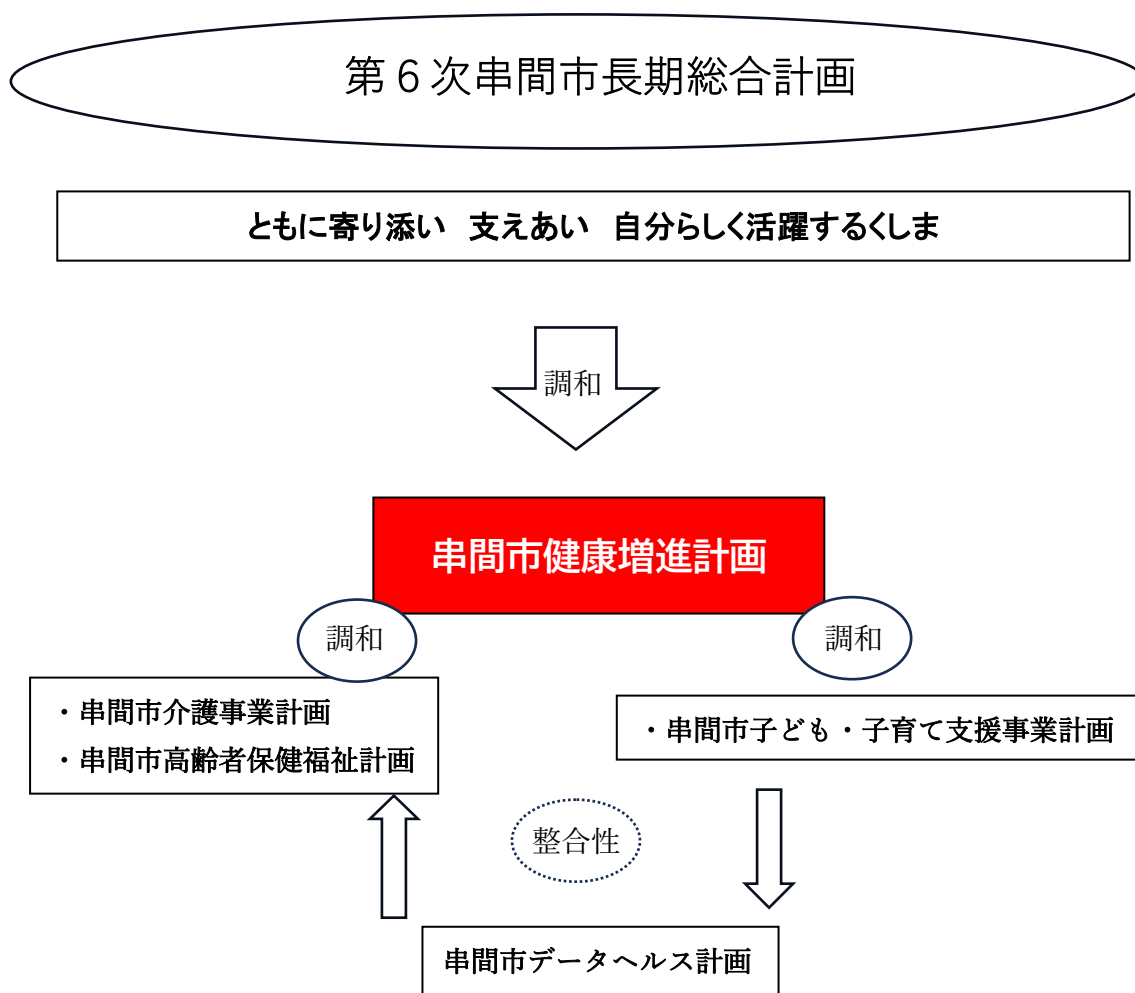 第６次串間市長期総合計画
ともに寄り添い　支えあい　自分らしく活躍するくしま
調和
串間市健康増進計画
調和
調和
・串間市介護事業計画
・串間市高齢者保健福祉計画
・串間市子ども・子育て支援事業計画
整合性
串間市データヘルス計画